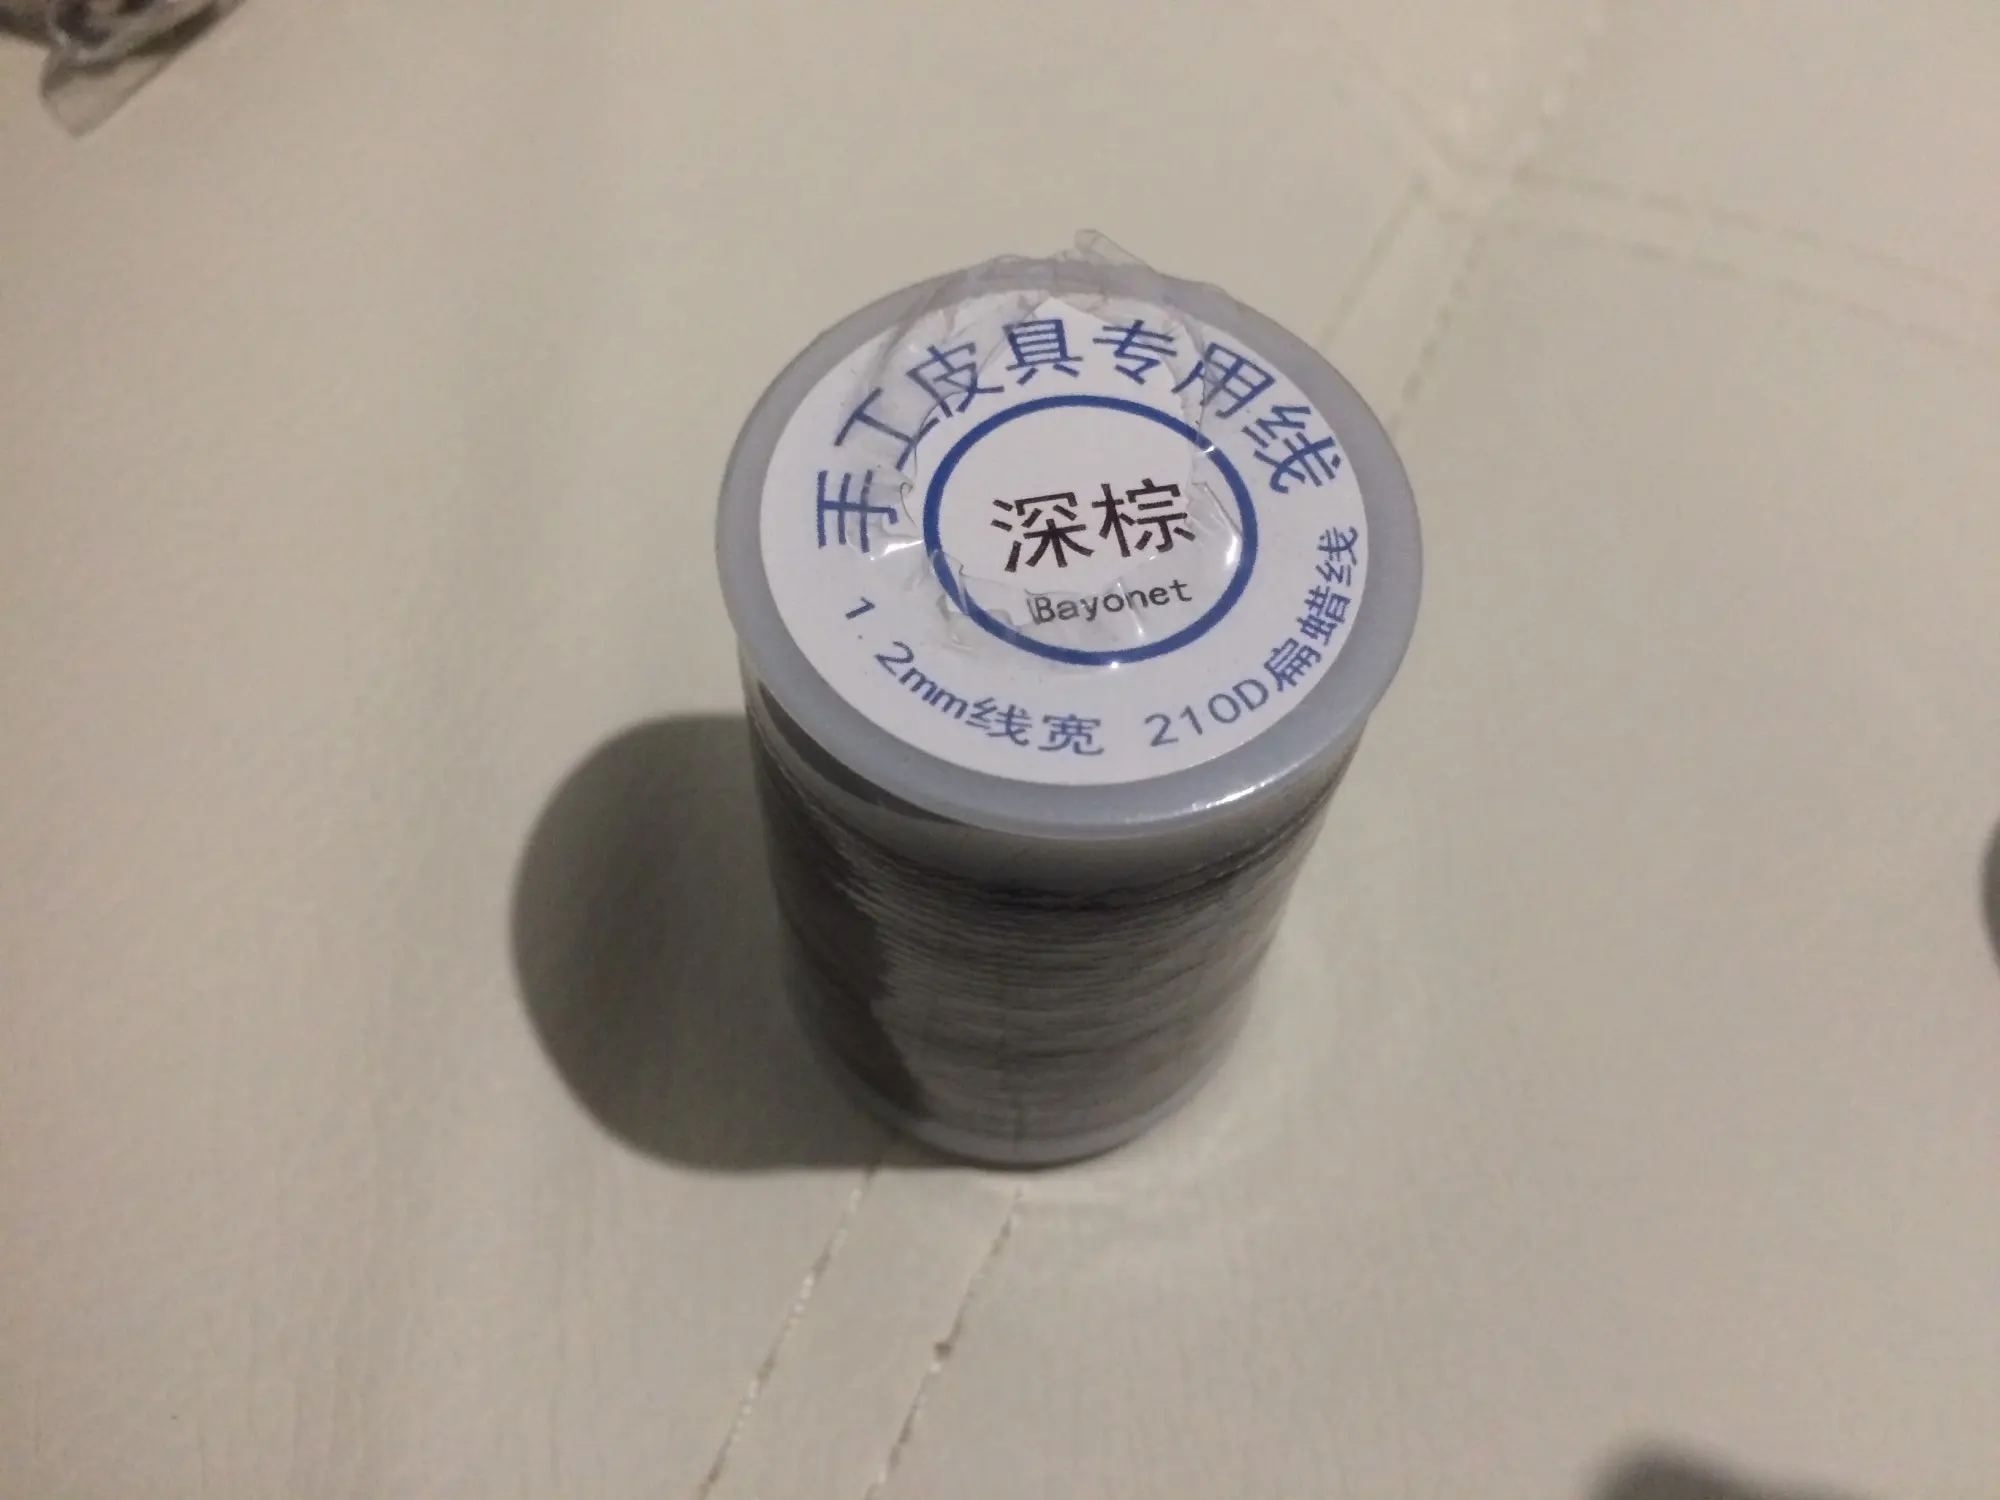 手工皮具专用线
深棕
Bayonet
1.2mm线宽 210D扁蜡线